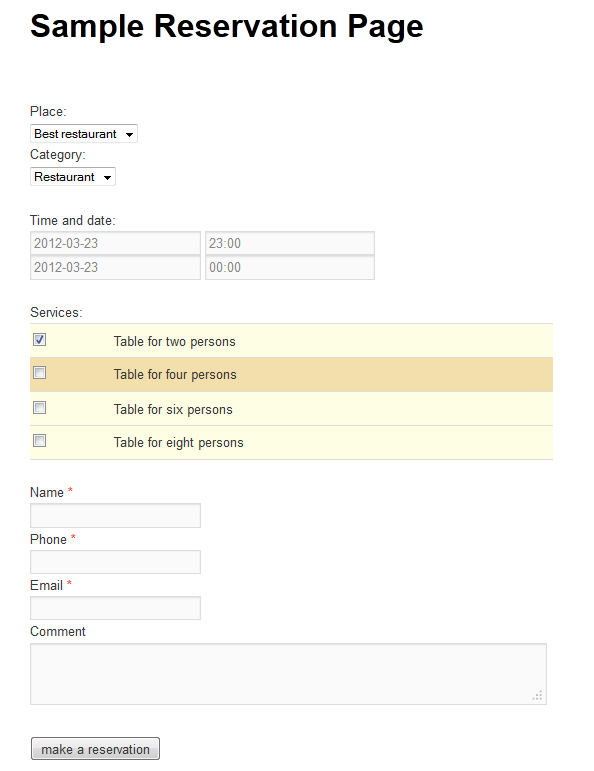 Sample Reservation Page
Place:
Best restaurant
Category:
Restaurant
Time and date:
2012-03-23 23:00
2012-03-23 00:00
Services:
Table for two persons
Table for four persons
Table for six persons
Table for eight persons
Name *
Phone *
Email *
Comment
make a reservation